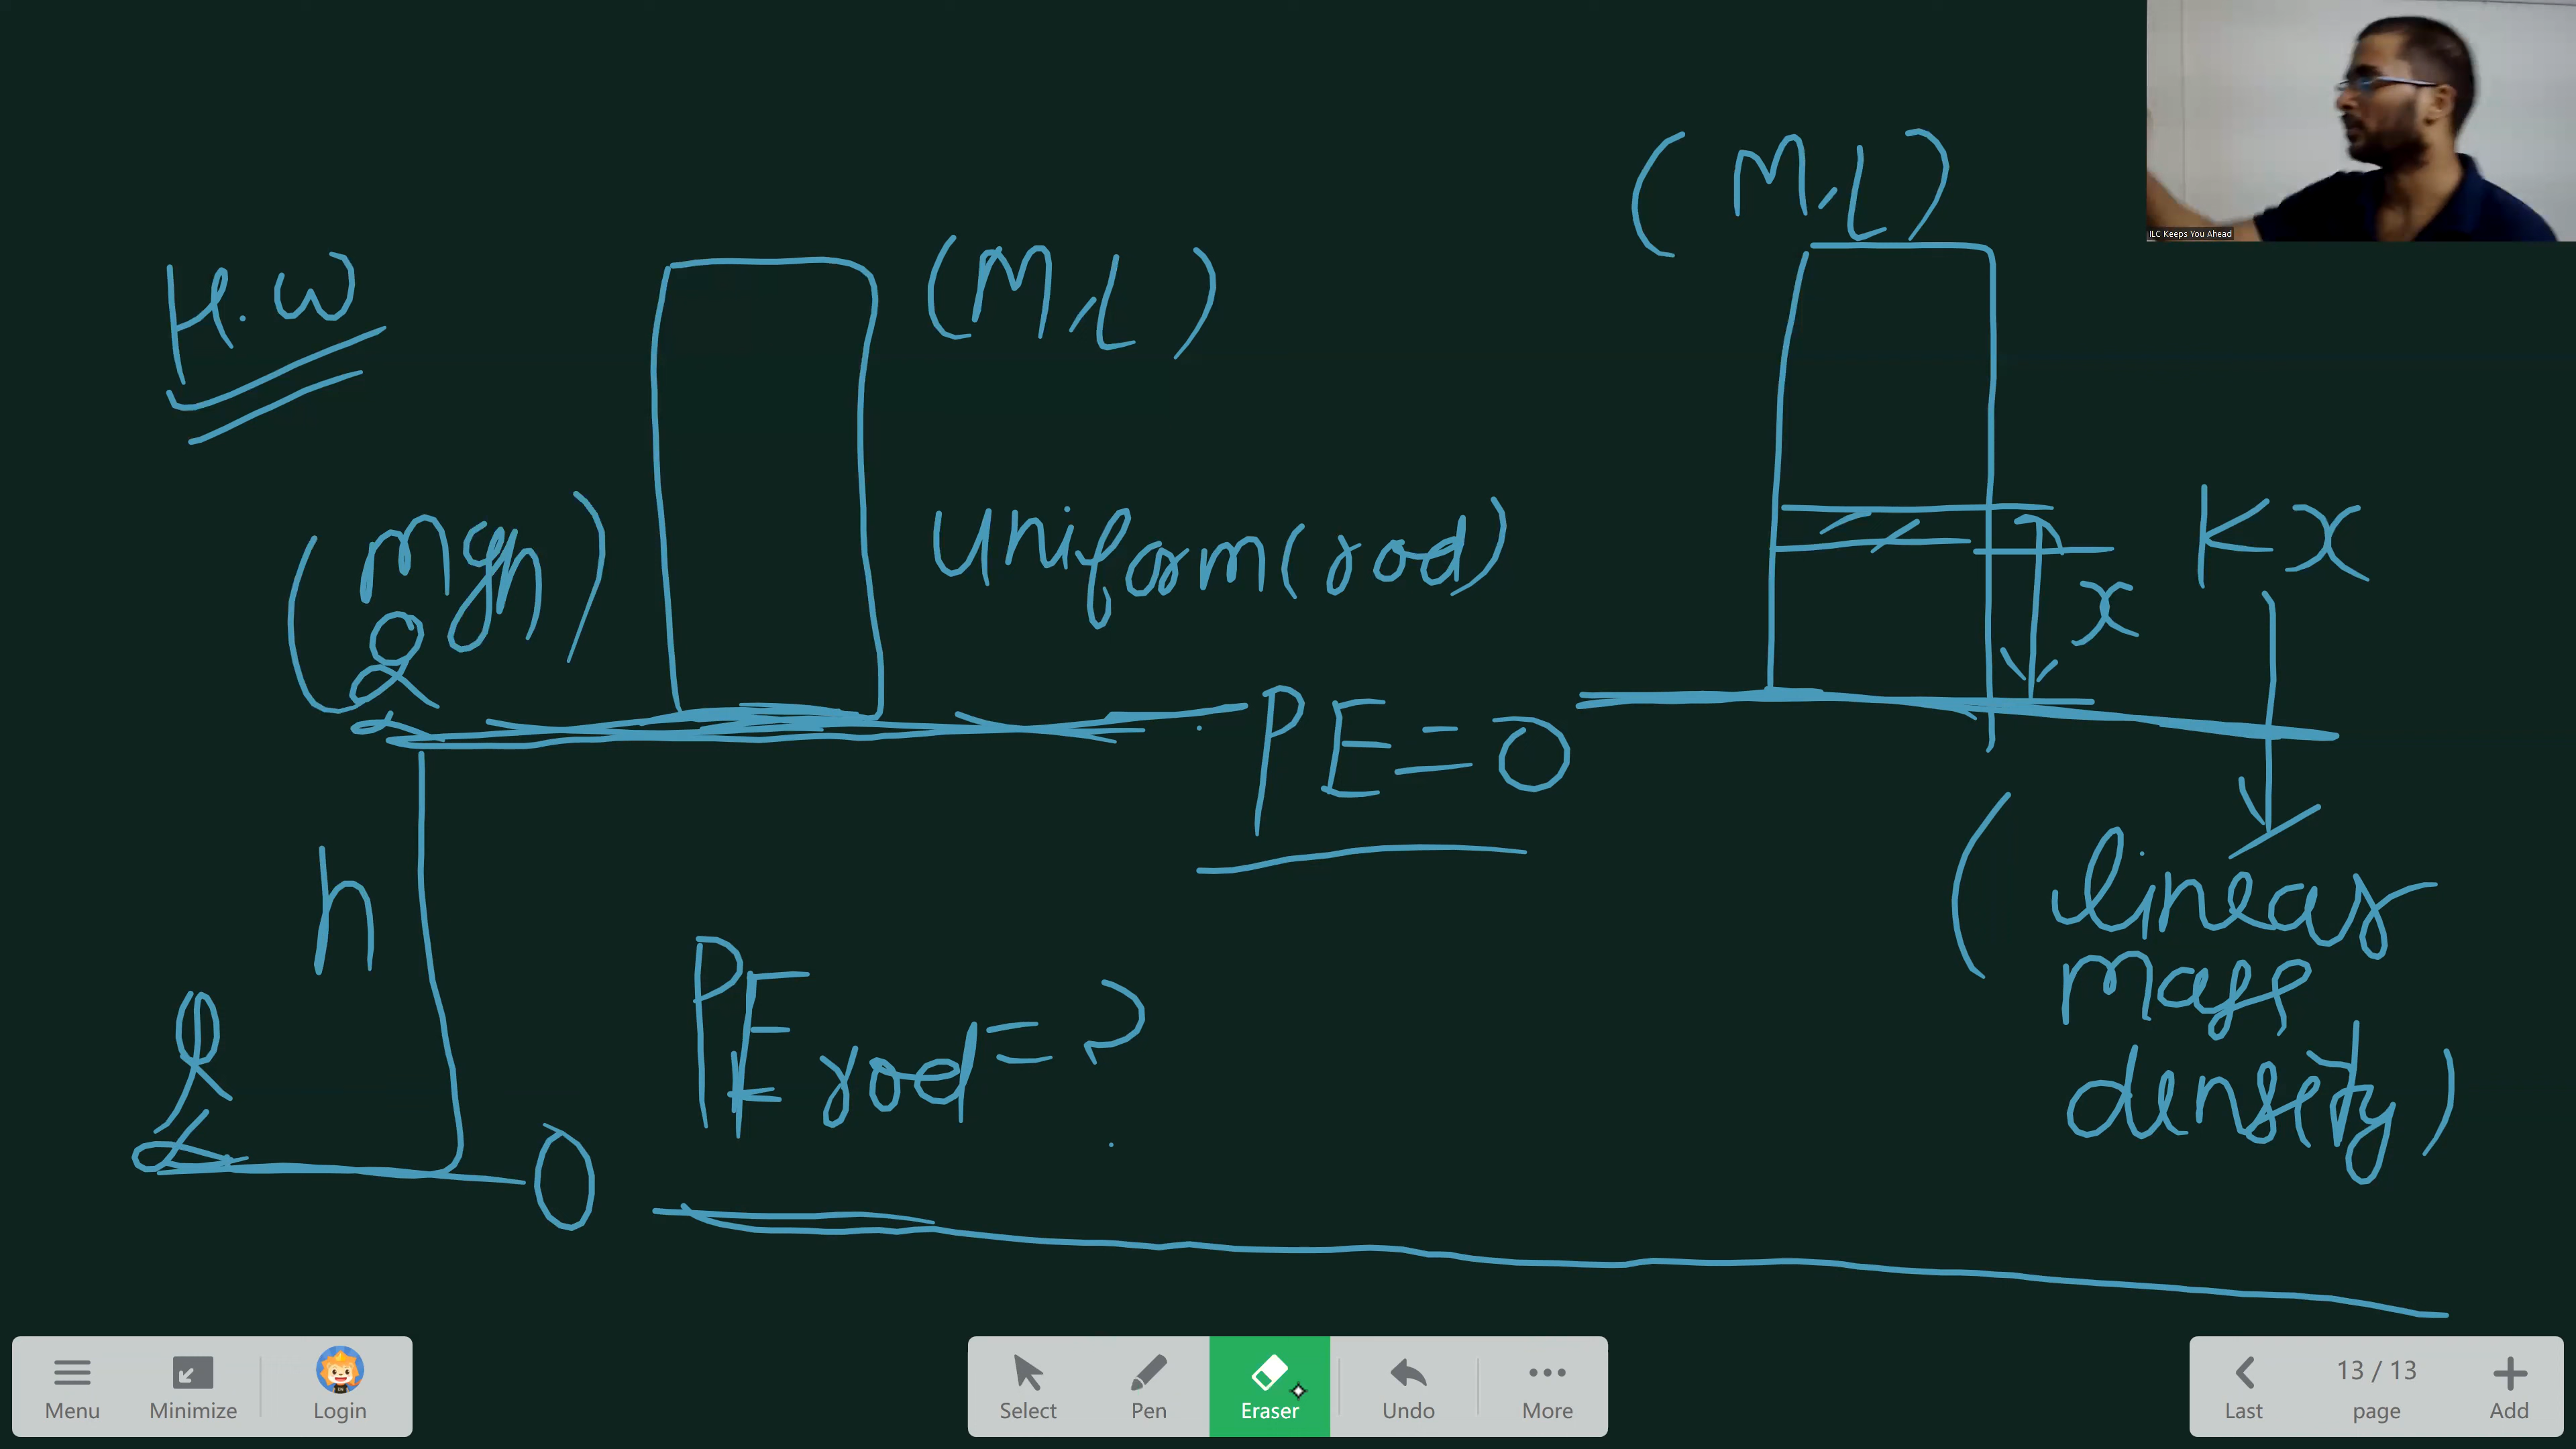 (M,L)
H.W
(M,L)
(mgh)
uniform(rod)
Kx
x
PE=0
h
(linear
mass
density)
PE rod = ?
0
ILC Keeps You Ahead
Menu
Minimize
Login
Select
Pen
Eraser
Undo
More
Last
13 / 13
page
Add